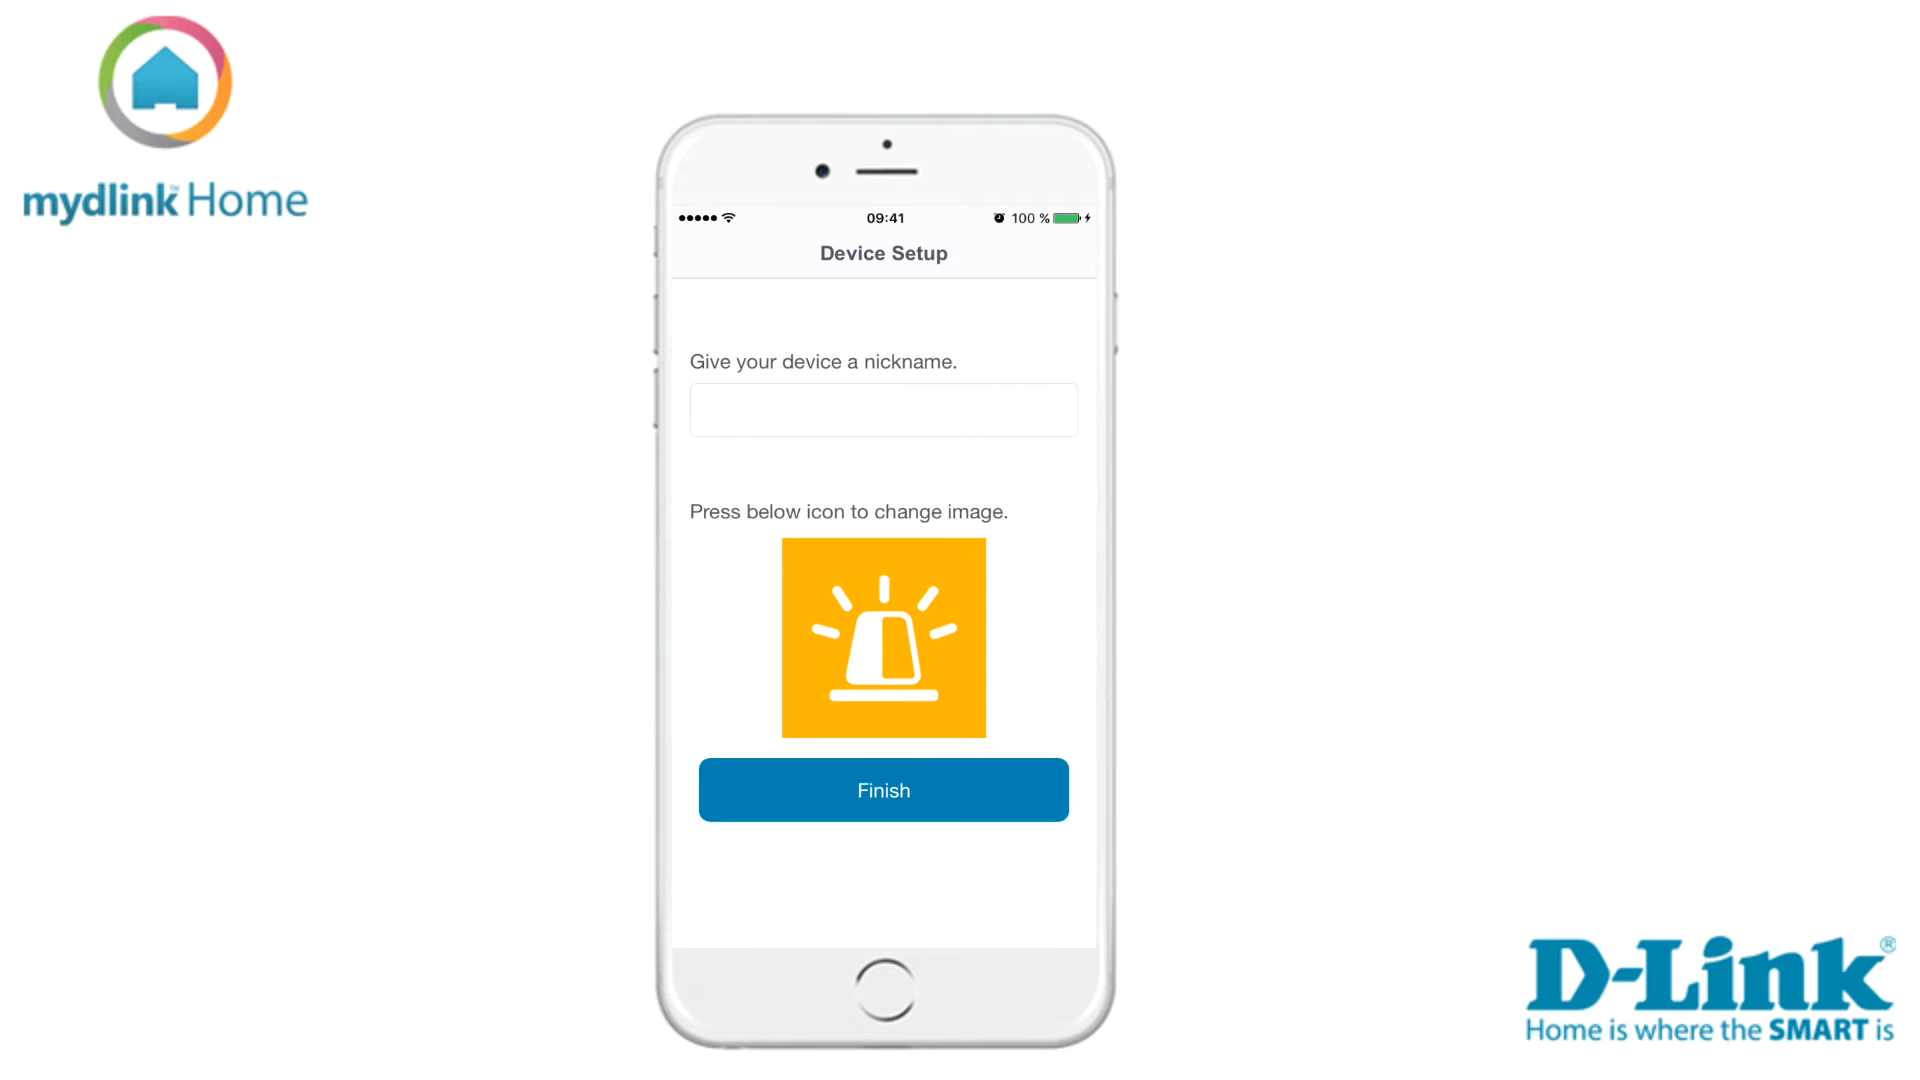 mydlink™ Home
09:41
100 %
Device Setup
Give your device a nickname.
Press below icon to change image.
Finish
D-Link®
Home is where the SMART is